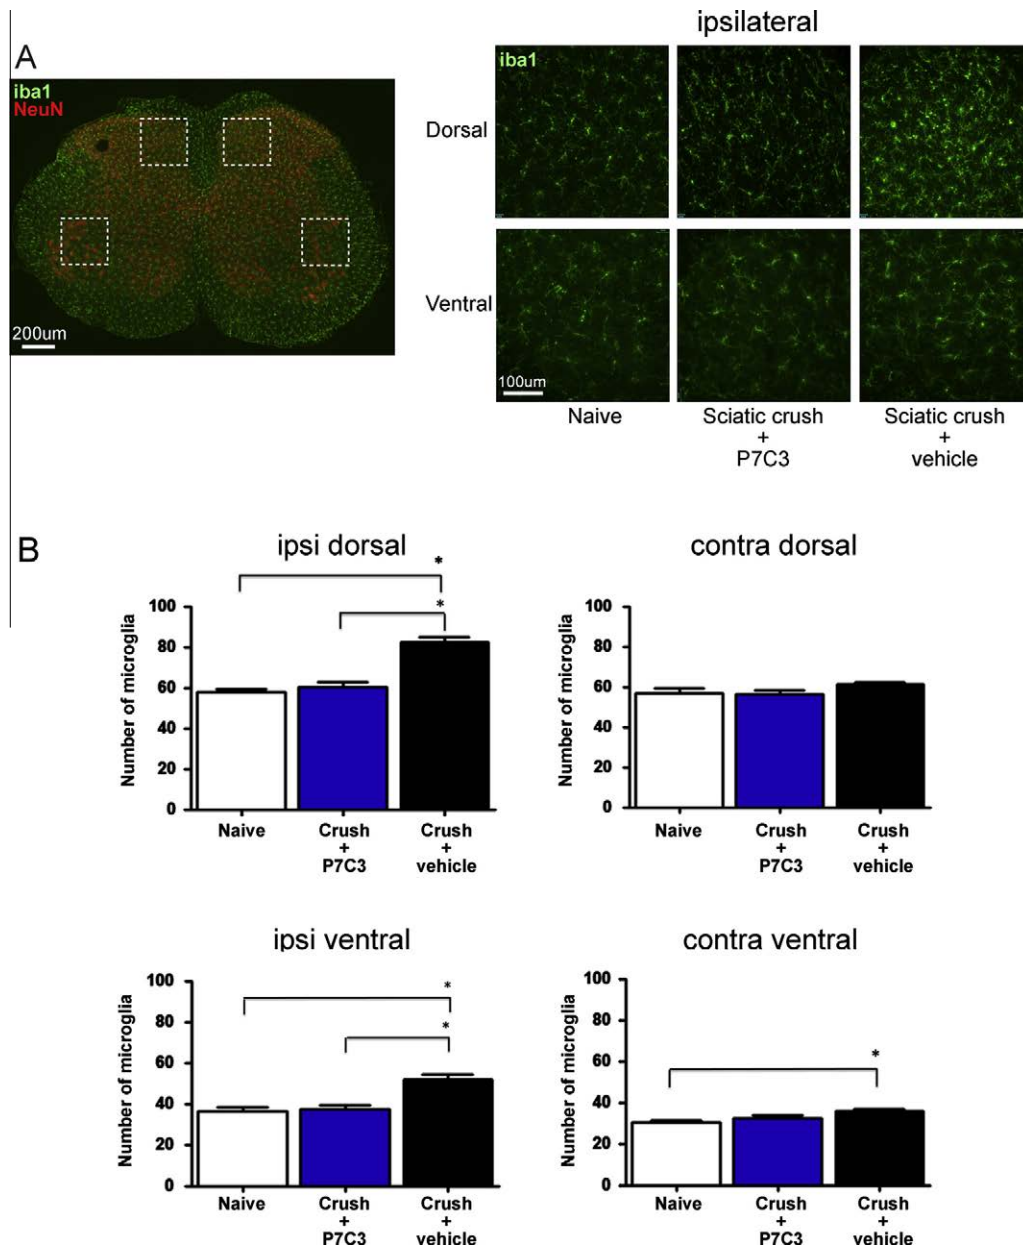 A
iba1
NeuN
200um
ipsilateral
iba1
Dorsal
Ventral
100um
Naive
Sciatic crush
+
P7C3
Sciatic crush
+
vehicle
B
ipsi dorsal
*
*
Number of microglia
100
80
60
40
20
0
Naive
Crush
+
P7C3
Crush
+
vehicle
contra dorsal
Number of microglia
100
80
60
40
20
0
Naive
Crush
+
P7C3
Crush
+
vehicle
ipsi ventral
*
*
Number of microglia
100
80
60
40
20
0
Naive
Crush
+
P7C3
Crush
+
vehicle
contra ventral
*
Number of microglia
100
80
60
40
20
0
Naive
Crush
+
P7C3
Crush
+
vehicle